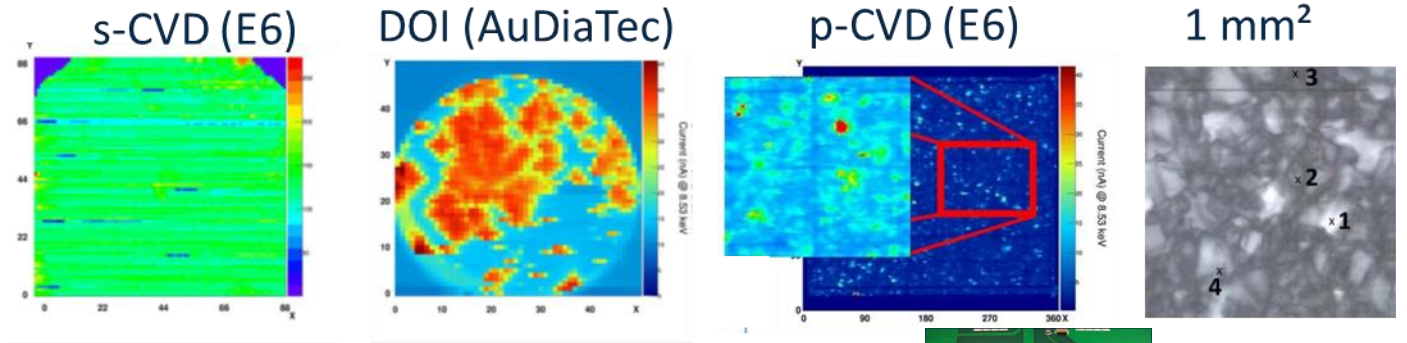 s-CVD (E6)
DOI (AuDiaTec)
p-CVD (E6)
1 mm²
Y
88
66
44
22
0
0 22 44 66 88
X
Y
40
30
20
10
0
0 10 20 30 40 X
Current (nA) @ 8.53 keV
Y
0
0 90 180 270 360 X
Current (nA) @ 8.53 keV
3
2
1
4